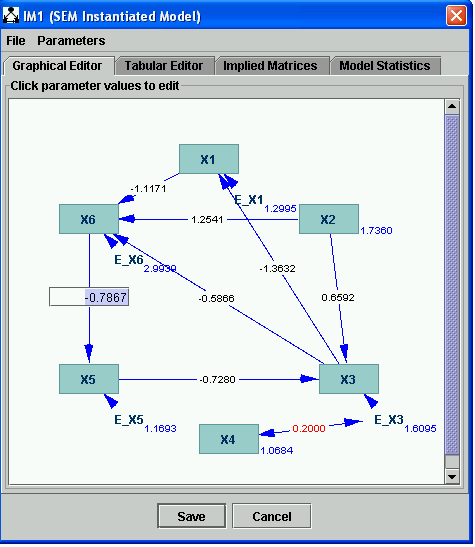 IM1 (SEM Instantiated Model)
File Parameters
Graphical Editor Tabular Editor Implied Matrices Model Statistics
Click parameter values to edit
X1
-1.1171
E_X1
1.2995
X6
1.2541
X2
1.7360
E_X6
2.9939
-1.3632
-0.7867
-0.5866
0.6592
X5
-0.7280
X3
E_X5
1.1693
E_X3
1.6095
0.2000
X4
1.0684
Save Cancel